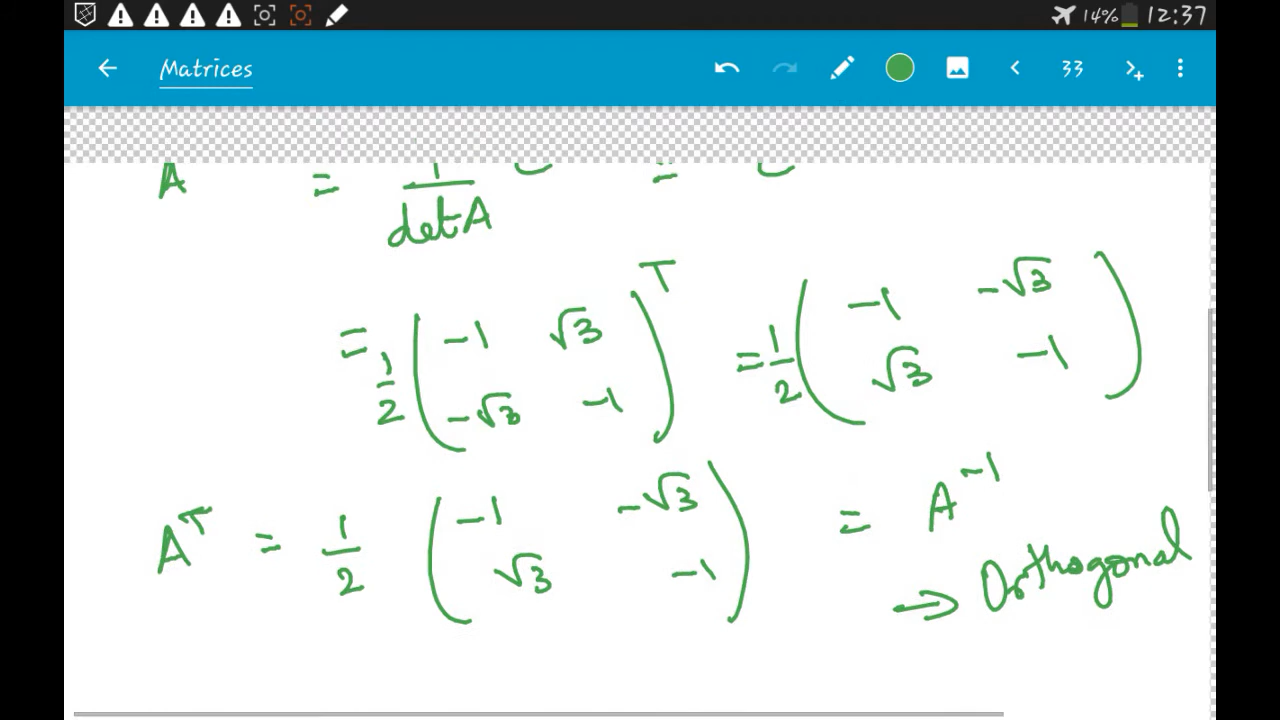 14% 12:37
Matrices 33
A = 1/detA =
= 1/2 ( -1 √3 ; -√3 -1 )^T = 1/2 ( -1 -√3 ; √3 -1 )
A^T = 1/2 ( -1 -√3 ; √3 -1 ) = A^-1
→ Orthogonal